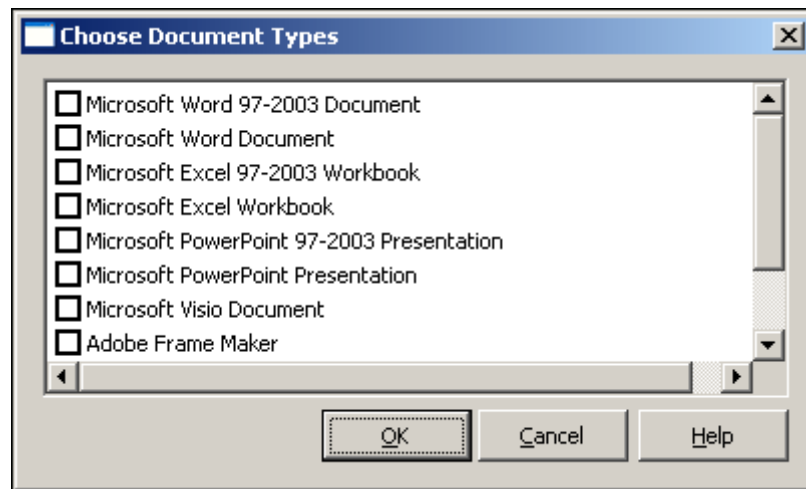 Choose Document Types
Microsoft Word 97-2003 Document
Microsoft Word Document
Microsoft Excel 97-2003 Workbook
Microsoft Excel Workbook
Microsoft PowerPoint 97-2003 Presentation
Microsoft PowerPoint Presentation
Microsoft Visio Document
Adobe Frame Maker
OK Cancel Help